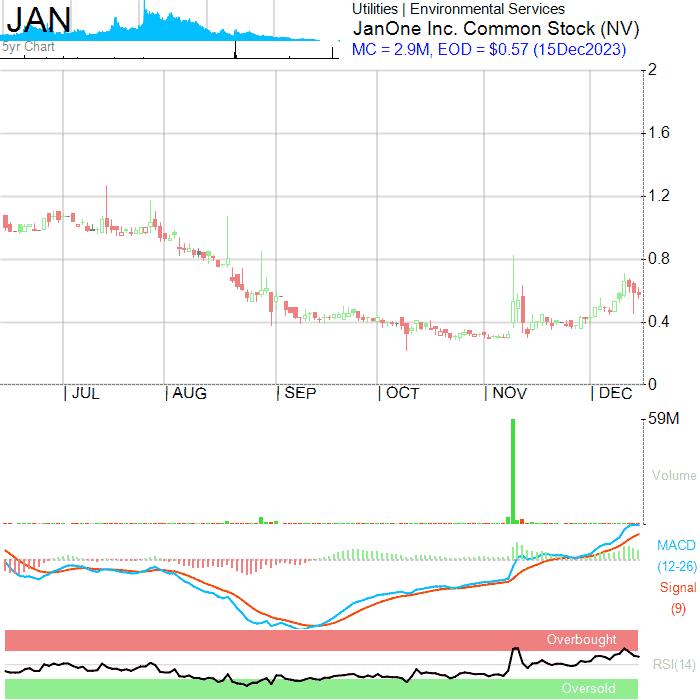 JAN
5yr Chart
Utilities | Environmental Services
JanOne Inc. Common Stock (NV)
MC = 2.9M, EOD = $0.57 (15Dec2023)
2
1.6
1.2
0.8
0.4
0
| JUL | AUG | SEP | OCT | NOV | DEC
59M
Volume
MACD
(12-26)
Signal
(9)
Overbought
RSI(14)
Oversold